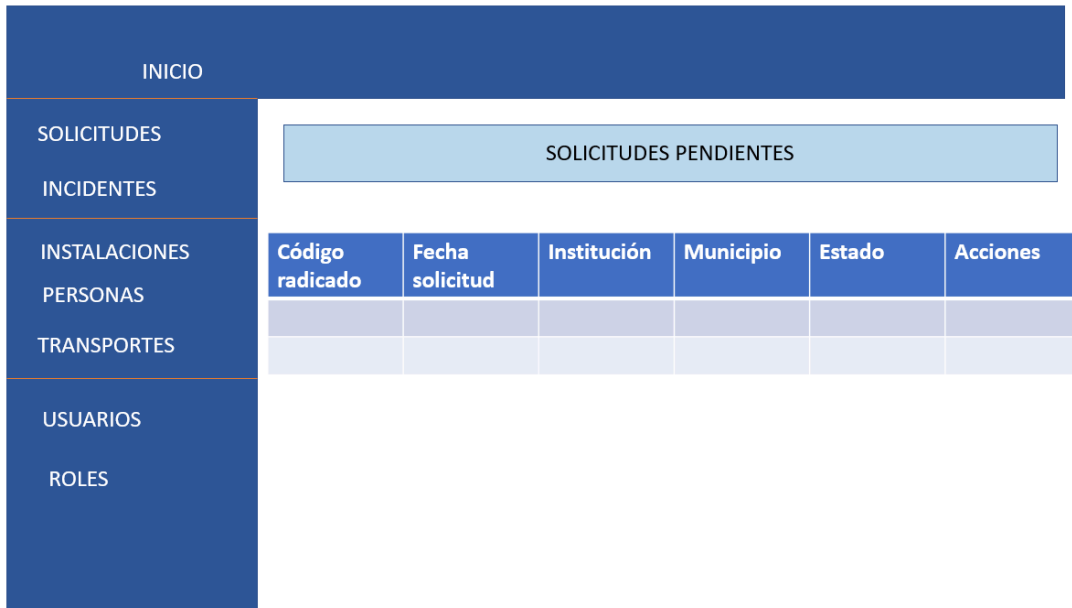 INICIO
SOLICITUDES
INCIDENTES
INSTALACIONES
PERSONAS
TRANSPORTES
USUARIOS
ROLES
SOLICITUDES PENDIENTES
Código radicado
Fecha solicitud
Institución
Municipio
Estado
Acciones